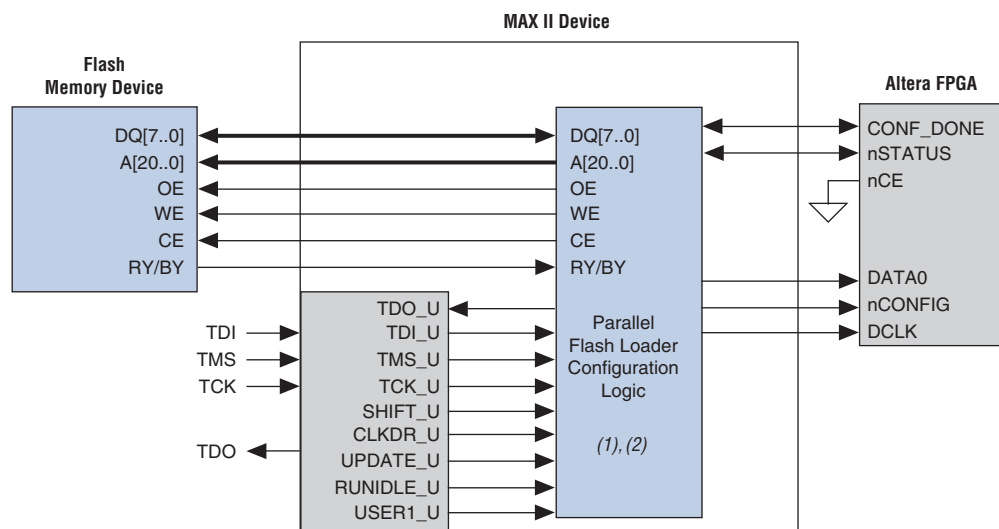 MAX II Device
Flash
Memory Device
Altera FPGA
DQ[7..0]
A[20..0]
OE
WE
CE
RY/BY
DQ[7..0]
A[20..0]
OE
WE
CE
RY/BY
Parallel
Flash Loader
Configuration
Logic
(1), (2)
CONF_DONE
nSTATUS
nCE
DATA0
nCONFIG
DCLK
TDI
TMS
TCK
TDO
TDO_U
TDI_U
TMS_U
TCK_U
SHIFT_U
CLKDR_U
UPDATE_U
RUNIDLE_U
USER1_U